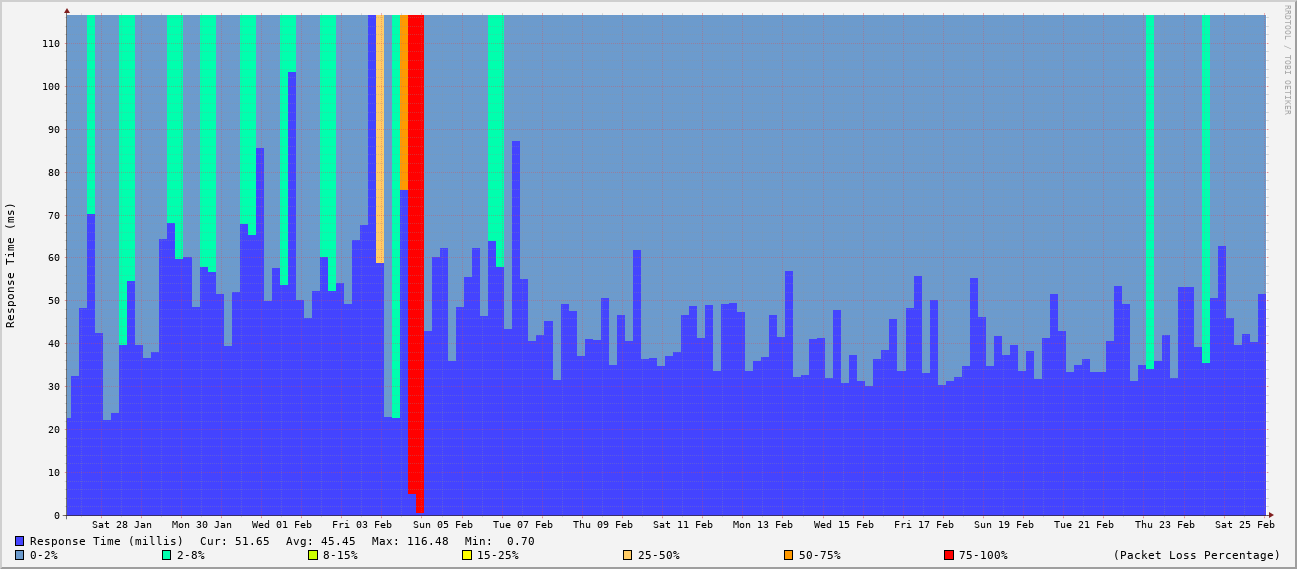 RRDTOOL / TOBI OETIKER
Response Time (ms)
110
100
90
80
70
60
50
40
30
20
10
0
Sat 28 Jan Mon 30 Jan Wed 01 Feb Fri 03 Feb Sun 05 Feb Tue 07 Feb Thu 09 Feb Sat 11 Feb Mon 13 Feb Wed 15 Feb Fri 17 Feb Sun 19 Feb Tue 21 Feb Thu 23 Feb Sat 25 Feb
Response Time (millis) Cur: 51.65 Avg: 45.45 Max: 116.48 Min: 0.70
0-2% 2-8% 8-15% 15-25% 25-50% 50-75% 75-100% (Packet Loss Percentage)